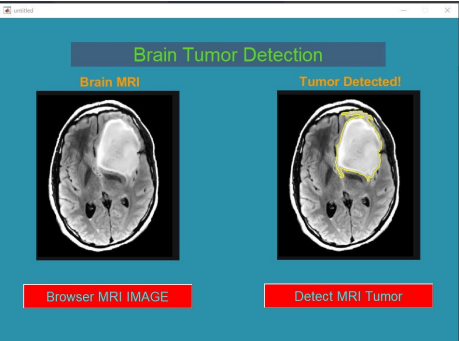 untitled
Brain Tumor Detection
Brain MRI
Tumor Detected!
Browser MRI IMAGE
Detect MRI Tumor